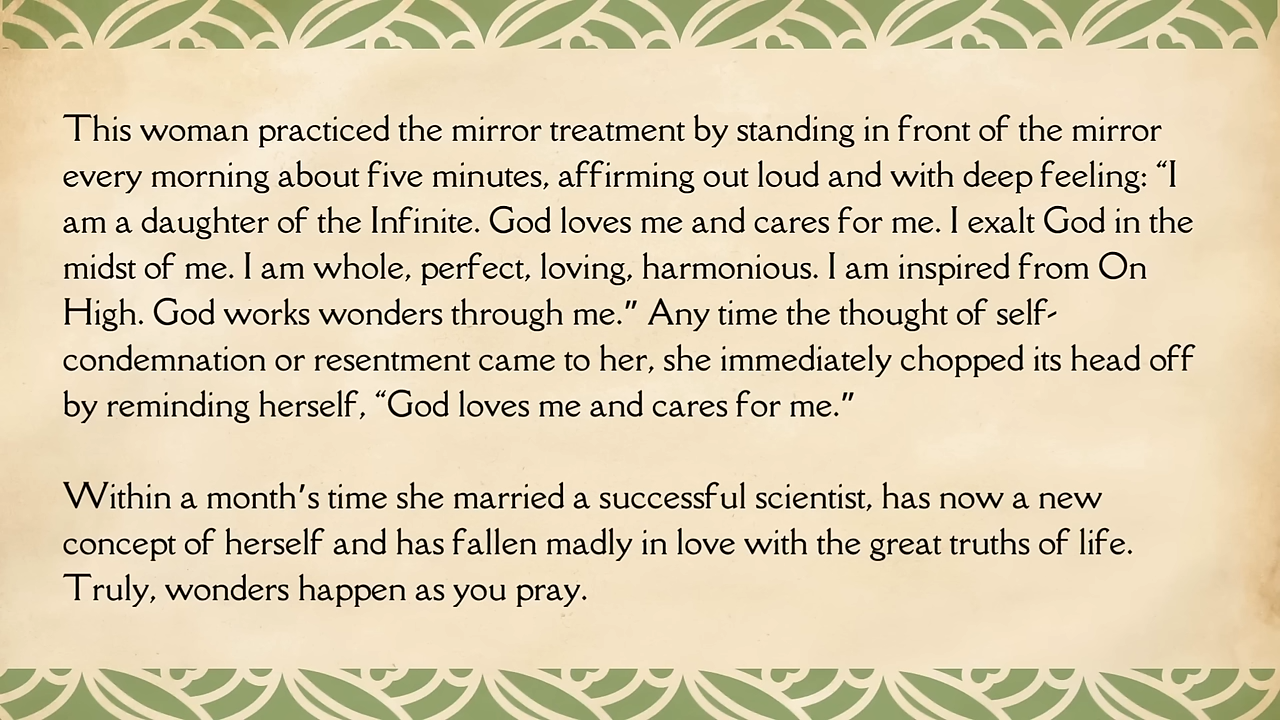 This woman practiced the mirror treatment by standing in front of the mirror
every morning about five minutes, affirming out loud and with deep feeling: “I
am a daughter of the Infinite. God loves me and cares for me. I exalt God in the
midst of me. I am whole, perfect, loving, harmonious. I am inspired from On
High. God works wonders through me." Any time the thought of self-
condemnation or resentment came to her, she immediately chopped its head off
by reminding herself, “God loves me and cares for me."
Within a month's time she married a successful scientist, has now a new
concept of herself and has fallen madly in love with the great truths of life.
Truly, wonders happen as you pray.